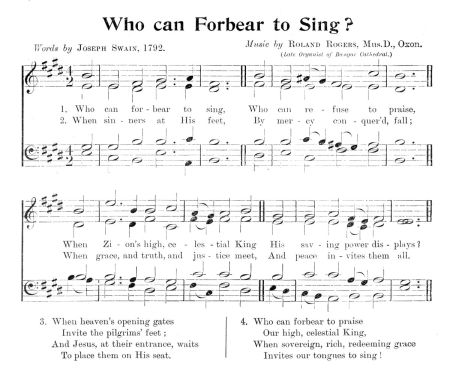 Who can Forbear to Sing?
Words by JOSEPH SWAIN, 1792.
Music by ROLAND ROGERS, MUS.D., Oxon.
(Late Organist of Bangor Cathedral.)
1. Who can for-bear to sing, Who can re-fuse to praise,
2. When sin-ners at His feet, By mer-cy con-quer'd, fall;
When Zi-on's high, ce-les-tial King His sav-ing power dis-plays?
When grace, and truth, and jus-tice meet, And peace in-vites them all.
3. When heaven's opening gates
Invite the pilgrims' feet;
And Jesus, at their entrance, waits
To place them on His seat.
4. Who can forbear to praise
Our high, celestial King,
When sovereign, rich, redeeming grace
Invites our tongues to sing!